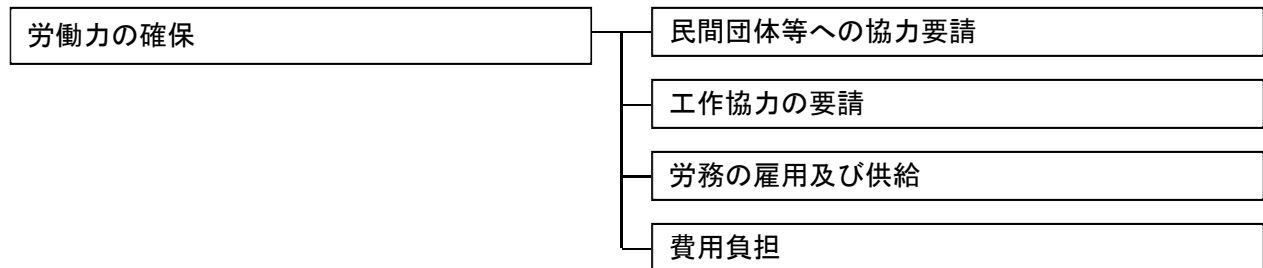 労働力の確保
民間団体等への協力要請
工作協力の要請
労務の雇用及び供給
費用負担